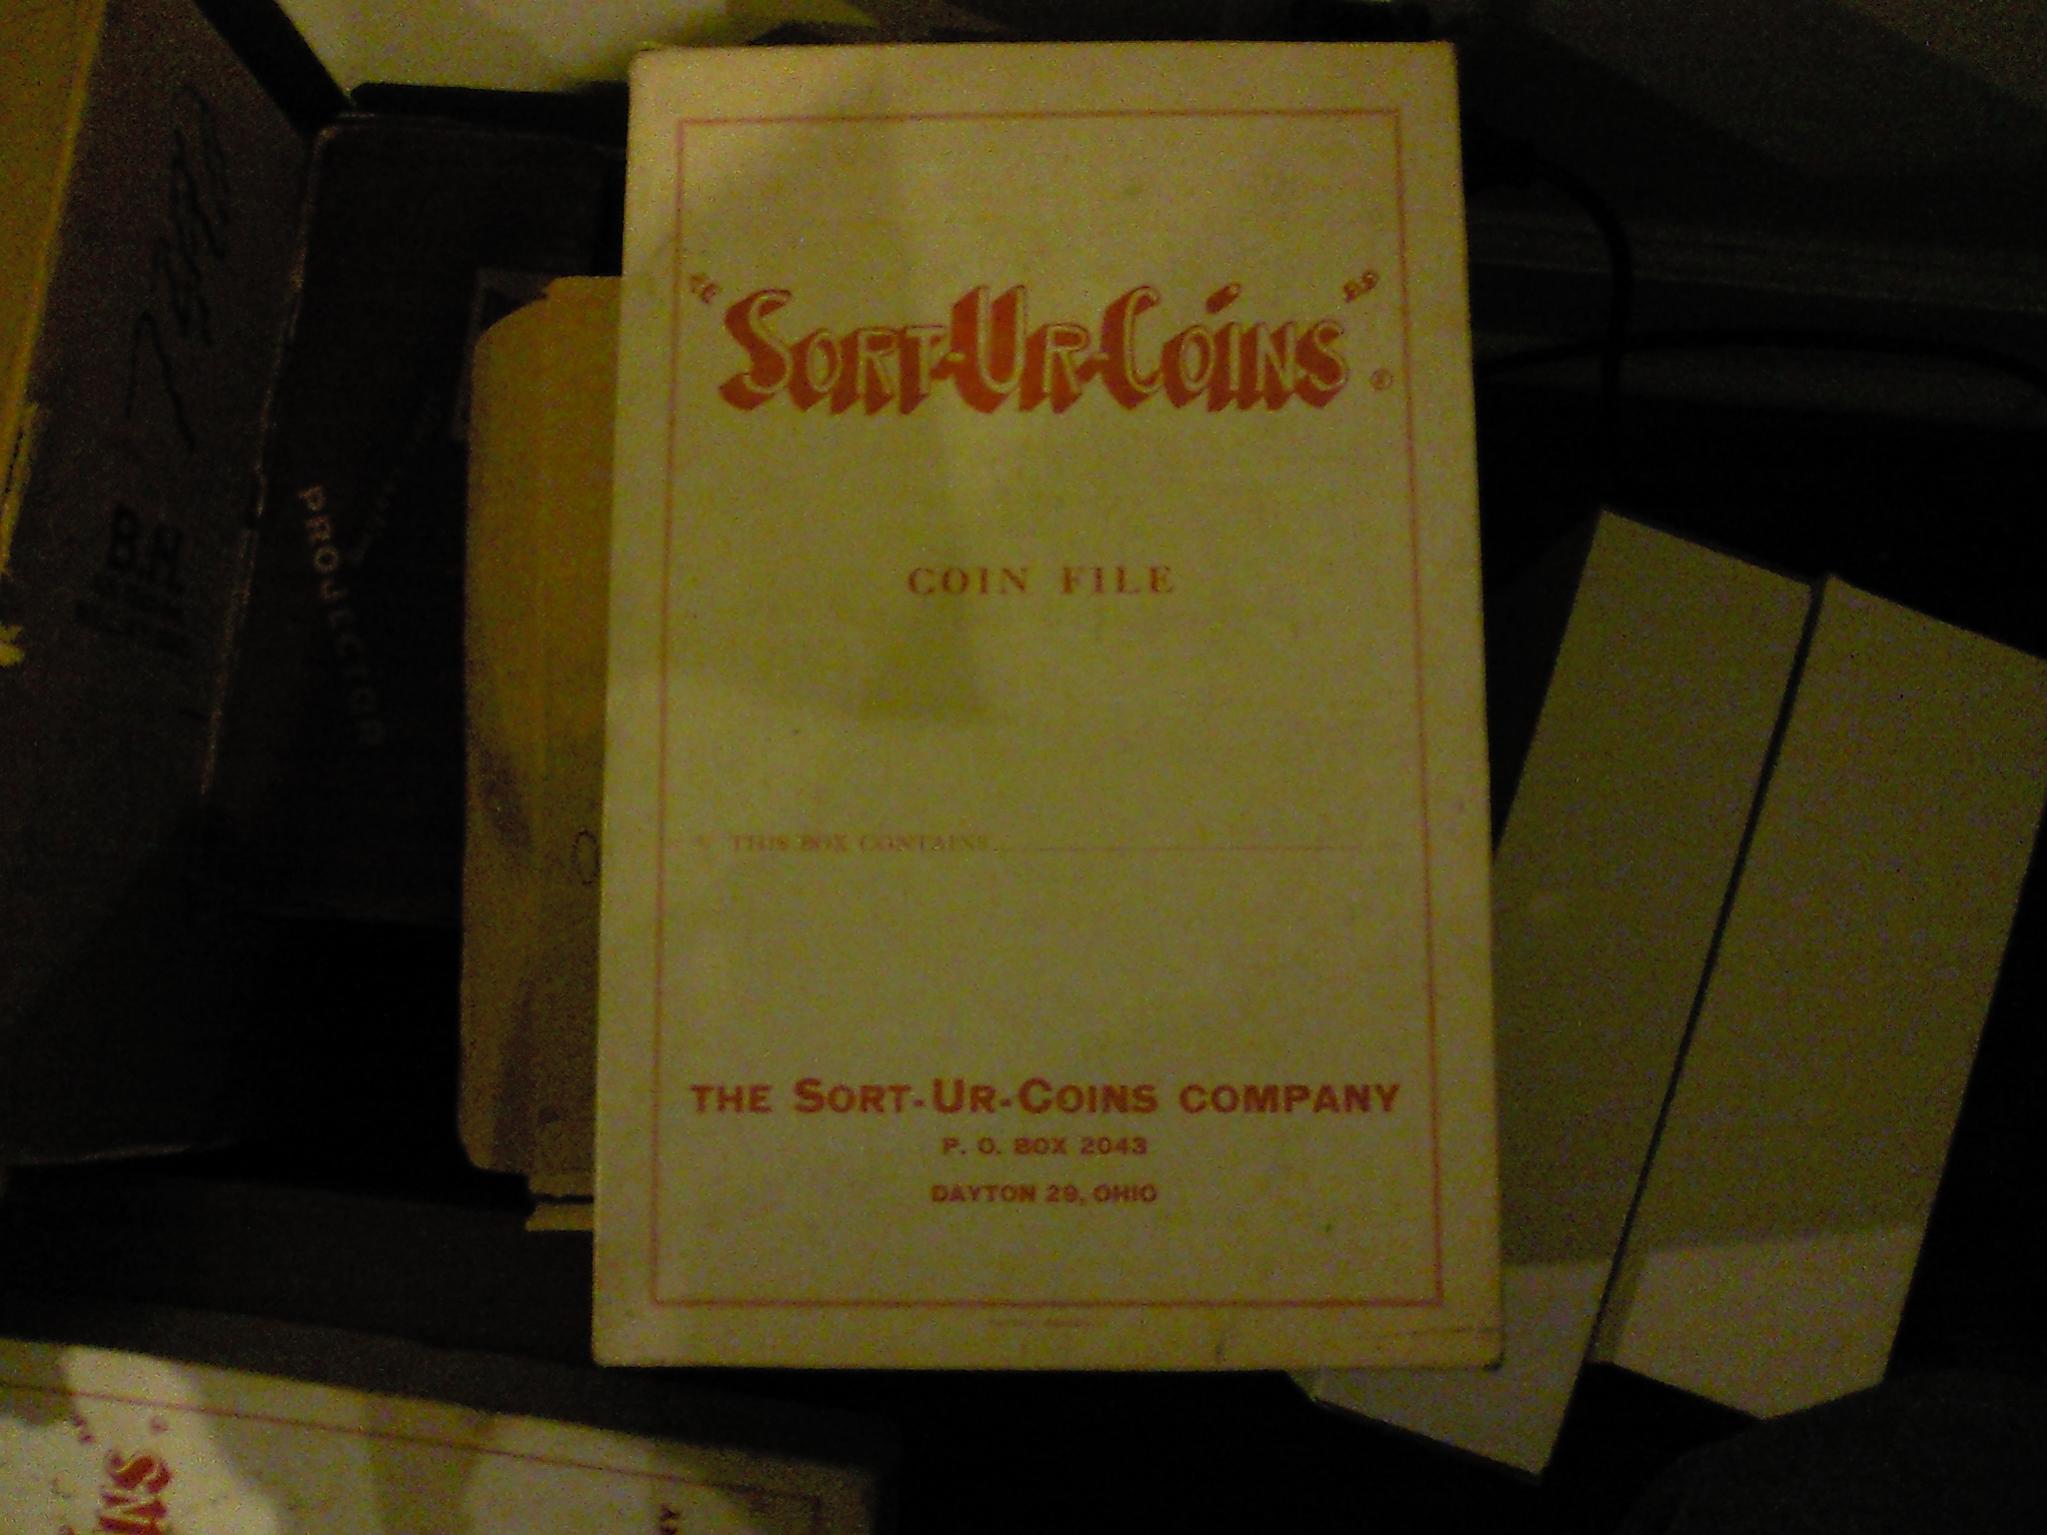 "Sort-Ur-Coins" ®
COIN FILE
THIS BOX CONTAINS
THE SORT-UR-COINS COMPANY
P. O. BOX 2043
DAYTON 29, OHIO
PROJECTOR
B.H